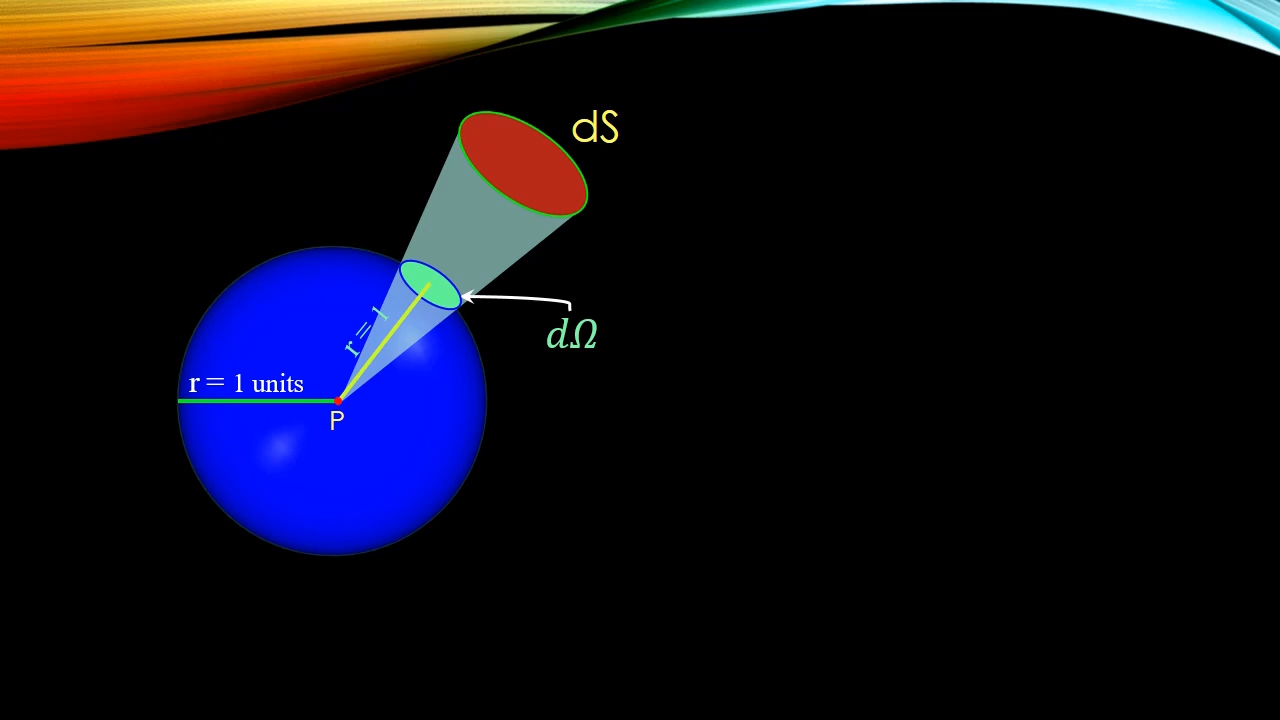 dS
r = 1
dΩ
r = 1 units
P